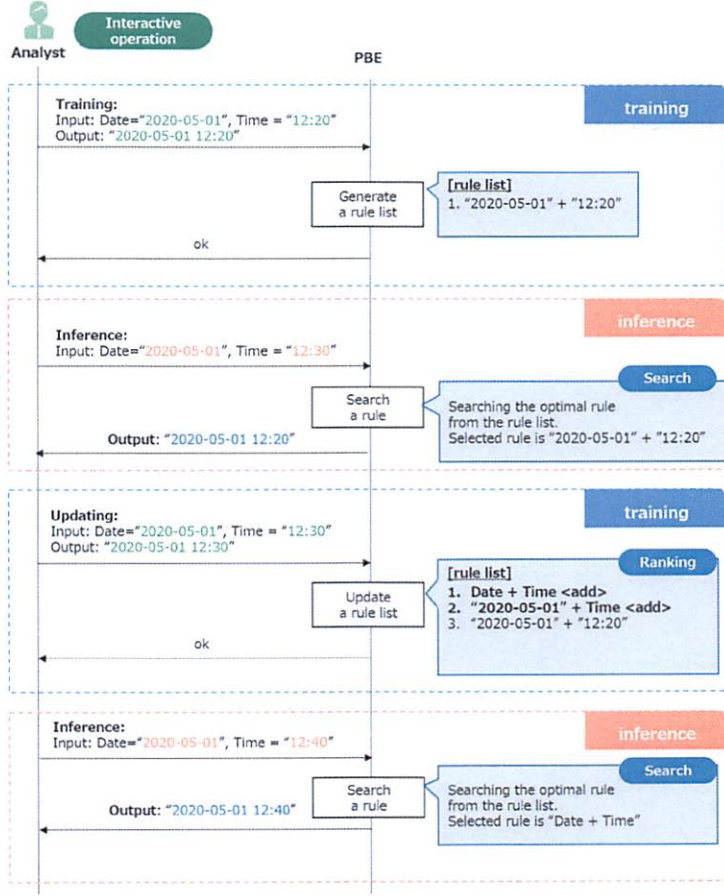 Interactive
operation
Analyst
PBE
training
Training:
Input: Date="2020-05-01", Time = "12:20"
Output: "2020-05-01 12:20"
Generate
a rule list
[rule list]
1. "2020-05-01" + "12:20"
ok
inference
Inference:
Input: Date="2020-05-01", Time = "12:30"
Search
a rule
Search
Searching the optimal rule
from the rule list.
Selected rule is "2020-05-01" + "12:20"
Output: "2020-05-01 12:20"
training
Updating:
Input: Date="2020-05-01", Time = "12:30"
Output: "2020-05-01 12:30"
Ranking
Update
a rule list
[rule list]
1. Date + Time <add>
2. "2020-05-01" + Time <add>
3. "2020-05-01" + "12:20"
ok
inference
Inference:
Input: Date="2020-05-01", Time = "12:40"
Search
a rule
Search
Searching the optimal rule
from the rule list.
Selected rule is "Date + Time"
Output: "2020-05-01 12:40"